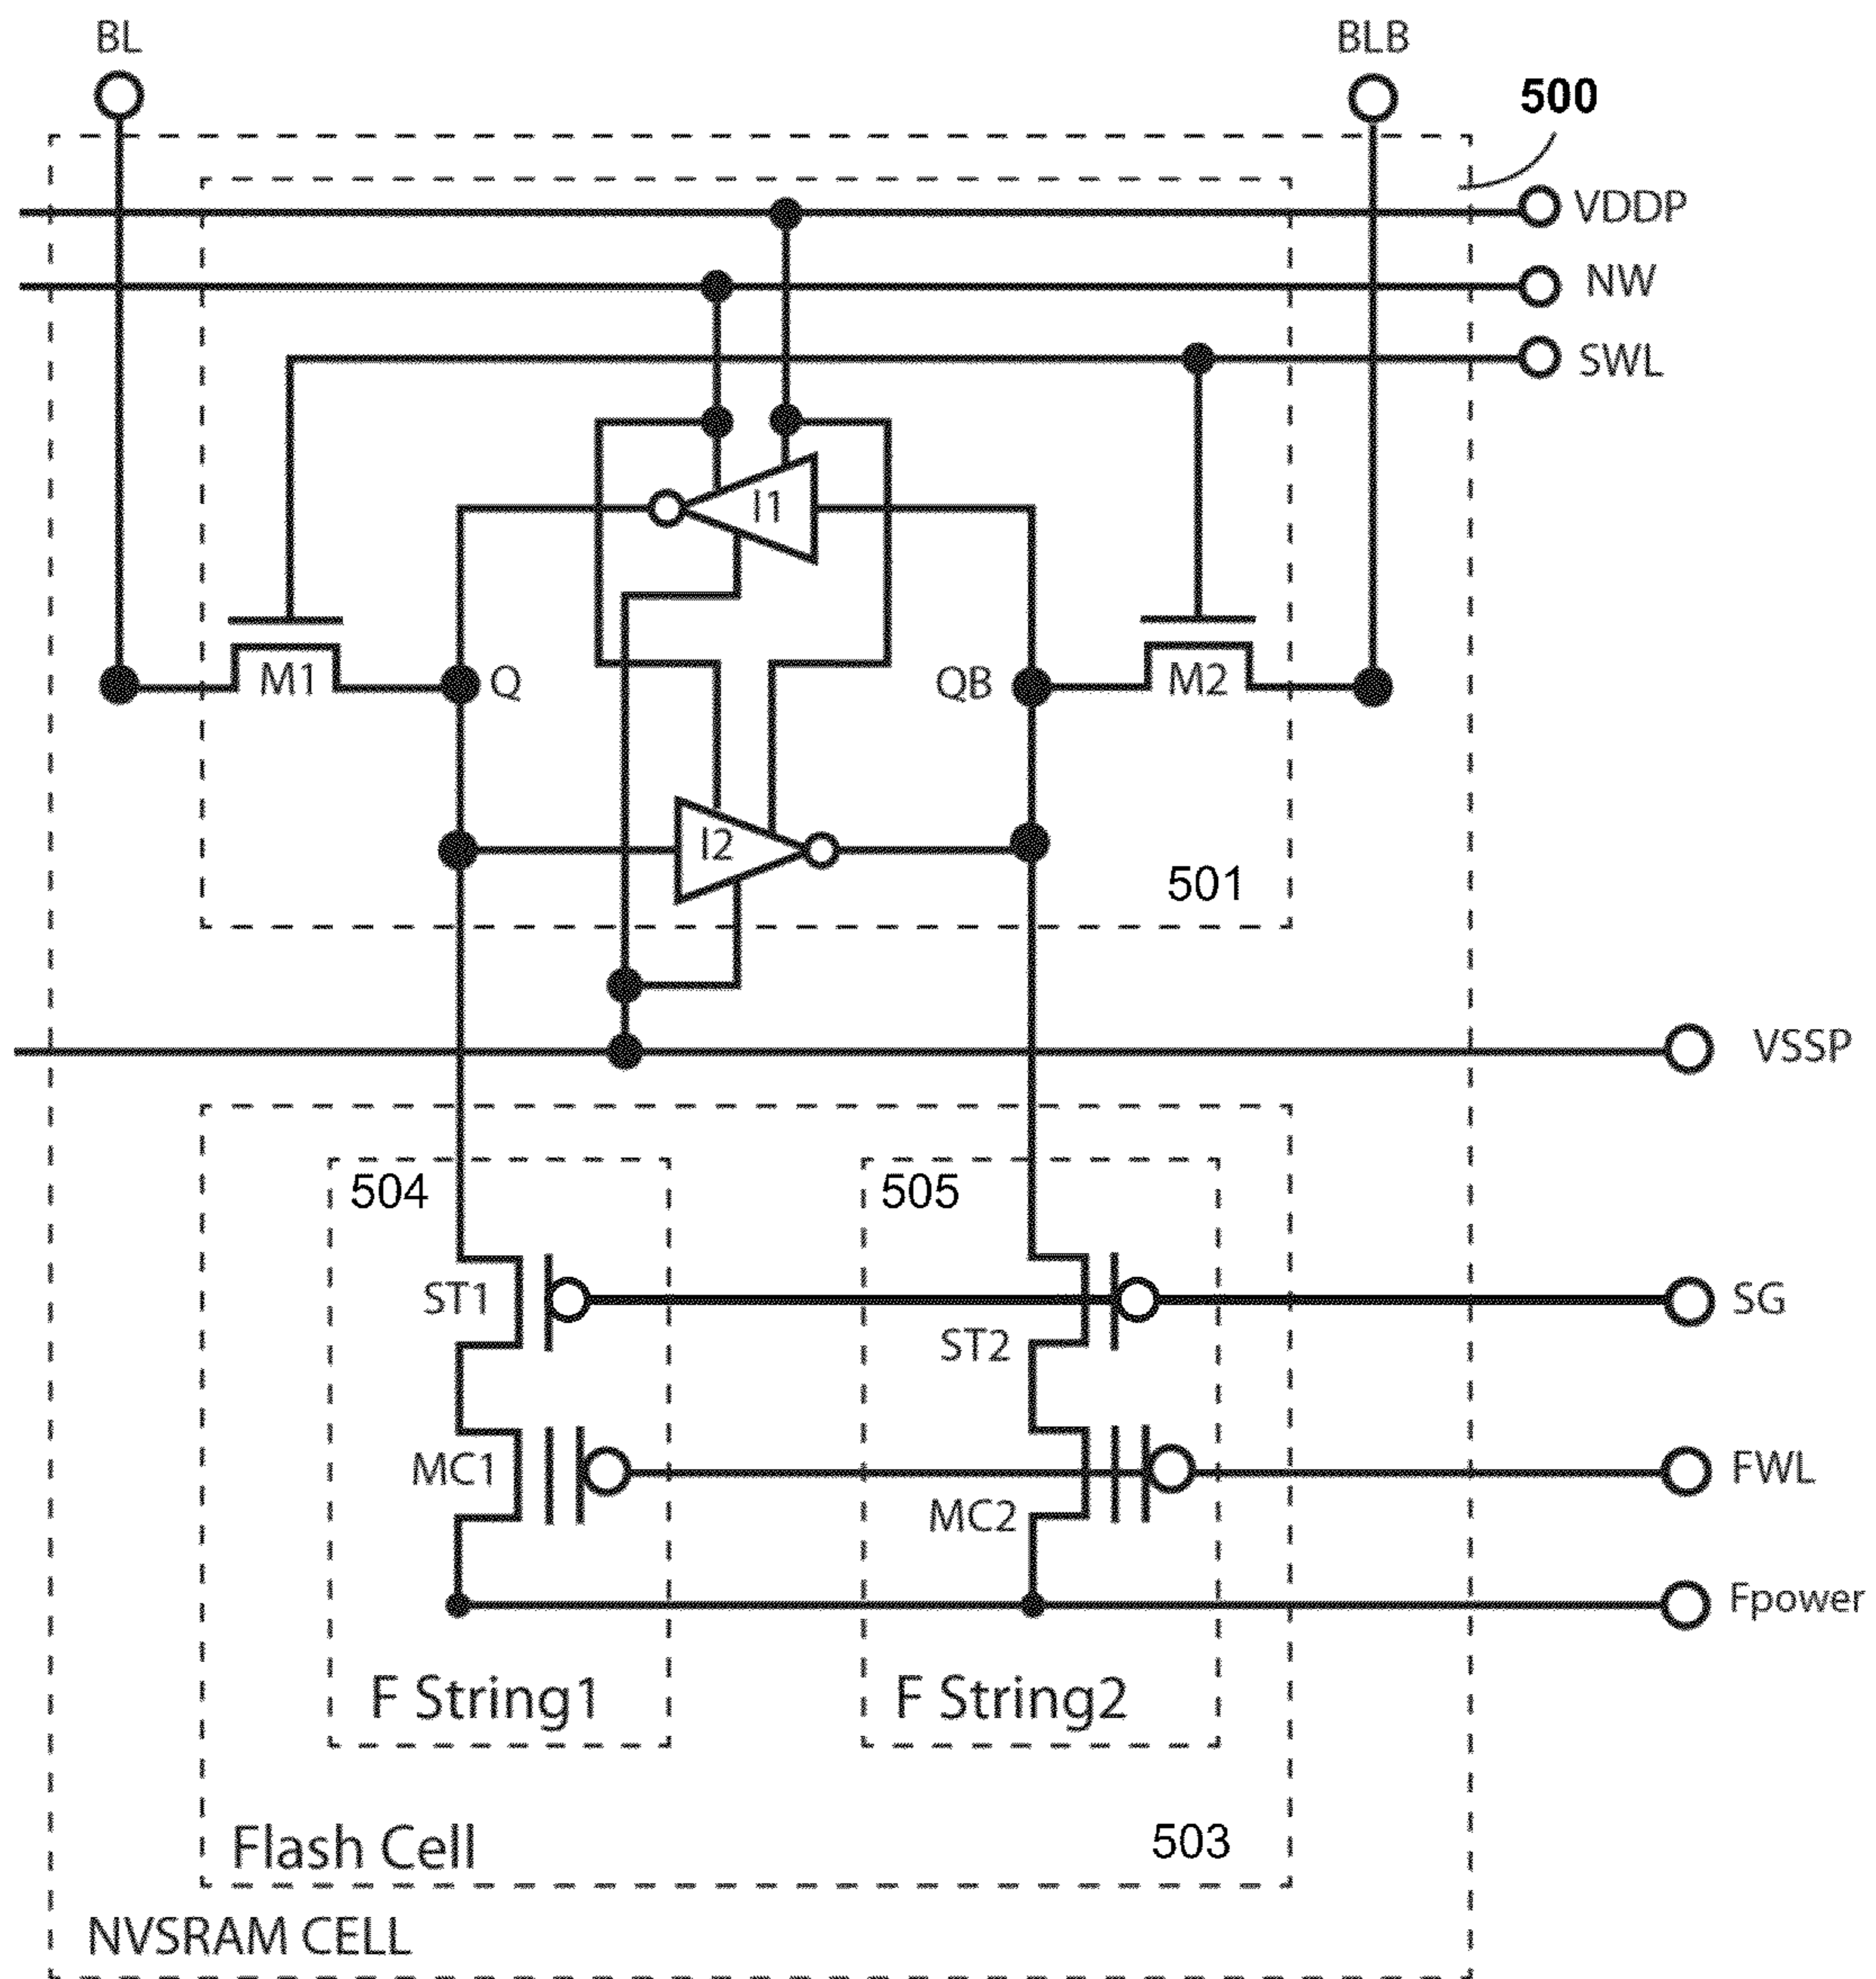 BL
BLB
500
VDDP
NW
SWL
I1
M1
Q
QB
M2
I2
501
VSSP
504
505
ST1
SG
ST2
MC1
FWL
MC2
Fpower
F String1
F String2
Flash Cell
503
NVSRAM CELL